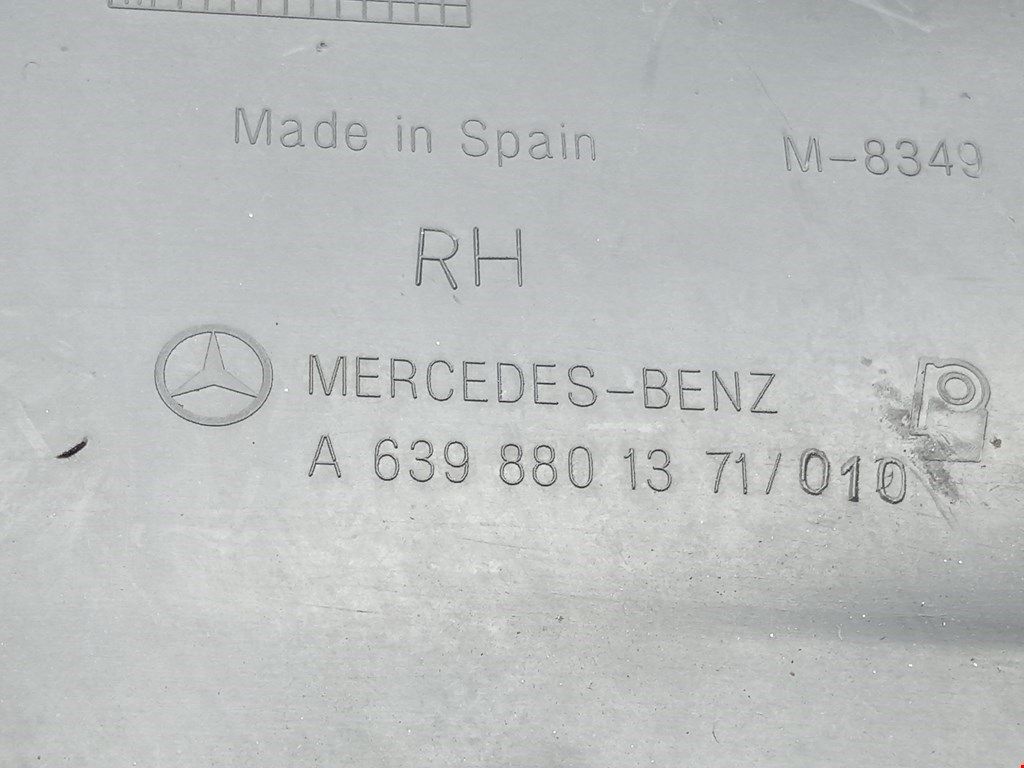 Made in Spain
M-8349
RH
MERCEDES-BENZ
A 639 880 13 71/010